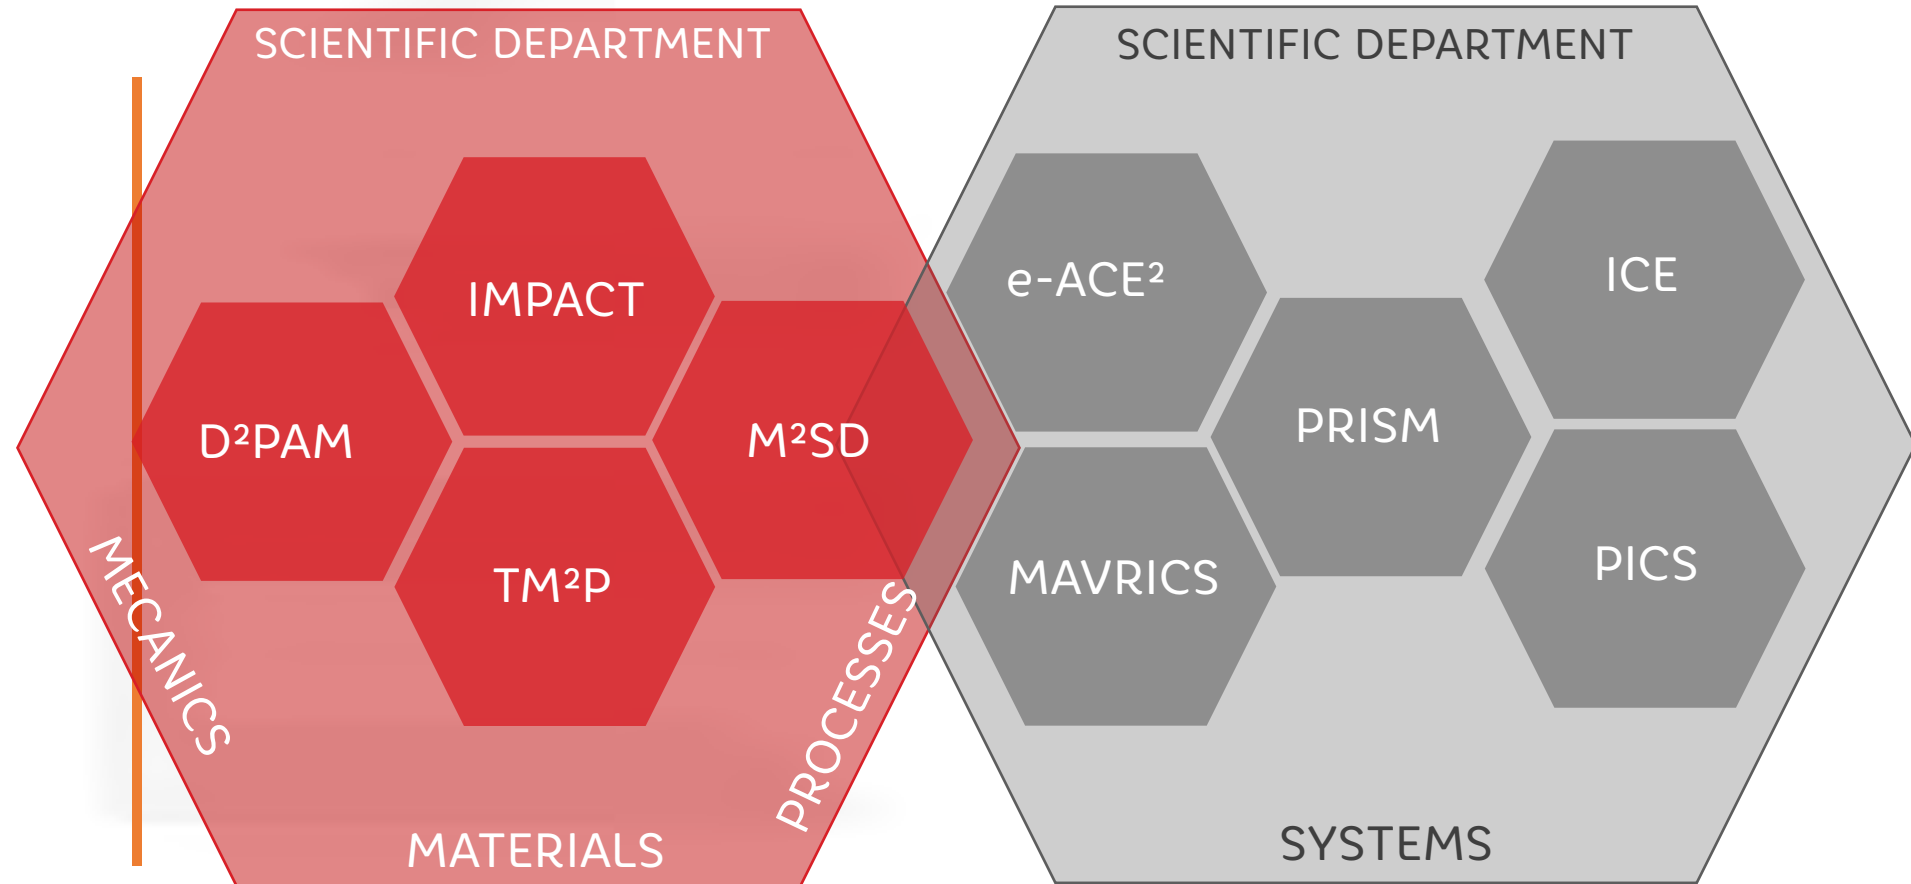 SCIENTIFIC DEPARTMENT
IMPACT
D²PAM
M²SD
TM²P
MECANICS
PROCESSES
MATERIALS
SCIENTIFIC DEPARTMENT
e-ACE²
ICE
PRISM
MAVRICS
PICS
SYSTEMS